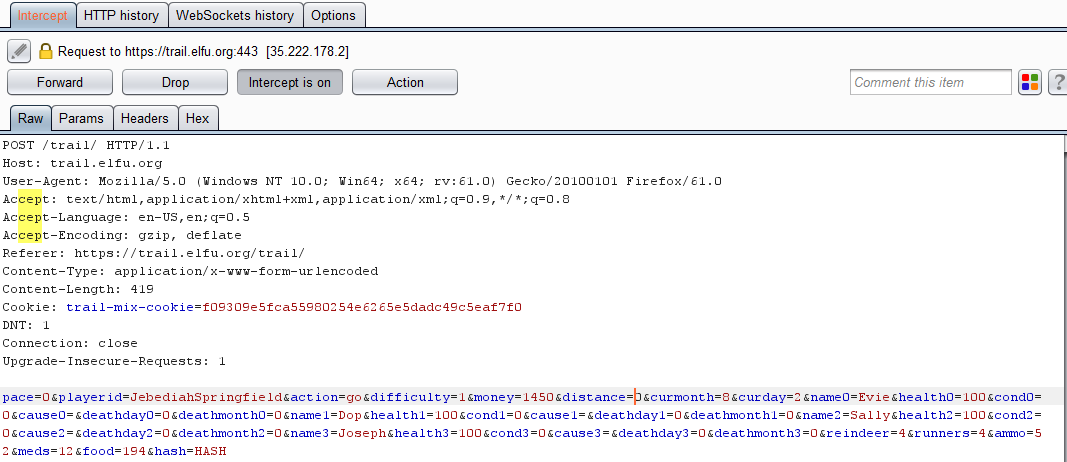 Intercept HTTP history WebSockets history Options
Request to https://trail.elfu.org:443 [35.222.178.2]
Forward Drop Intercept is on Action Comment this item ?
Raw Params Headers Hex
POST /trail/ HTTP/1.1
Host: trail.elfu.org
User-Agent: Mozilla/5.0 (Windows NT 10.0; Win64; x64; rv:61.0) Gecko/20100101 Firefox/61.0
Accept: text/html,application/xhtml+xml,application/xml;q=0.9,*/*;q=0.8
Accept-Language: en-US,en;q=0.5
Accept-Encoding: gzip, deflate
Referer: https://trail.elfu.org/trail/
Content-Type: application/x-www-form-urlencoded
Content-Length: 419
Cookie: trail-mix-cookie=f09309e5fca55980254e6265e5dadc49c5eaf7f0
DNT: 1
Connection: close
Upgrade-Insecure-Requests: 1
pace=0&playerid=JebediahSpringfield&action=go&difficulty=1&money=1450&distance=0&curmonth=8&curday=2&name0=Evie&health0=100&cond0=
0&cause0=&deathday0=0&deathmonth0=0&name1=Dop&health1=100&cond1=0&cause1=&deathday1=0&deathmonth1=0&name2=Sally&health2=100&cond2=
0&cause2=&deathday2=0&deathmonth2=0&name3=Joseph&health3=100&cond3=0&cause3=&deathday3=0&deathmonth3=0&reindeer=4&runners=4&ammo=5
2&meds=12&food=194&hash=HASH